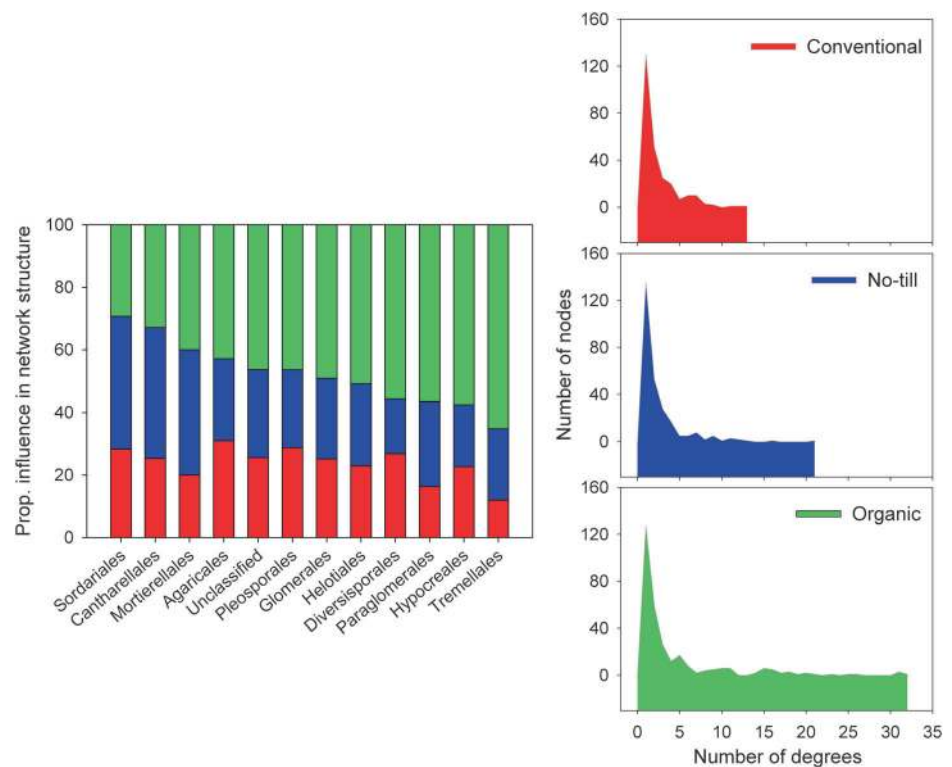 Prop. influence in network structure
100
80
60
40
20
0
Sordariales
Cantharellales
Mortierellales
Agaricales
Unclassified
Pleosporales
Glomerales
Helotiales
Diversisporales
Paraglomerales
Hypocreales
Tremellales
Number of nodes
160
120
80
40
0
Conventional
160
120
80
40
0
No-till
160
120
80
40
0
Organic
0 5 10 15 20 25 30 35
Number of degrees